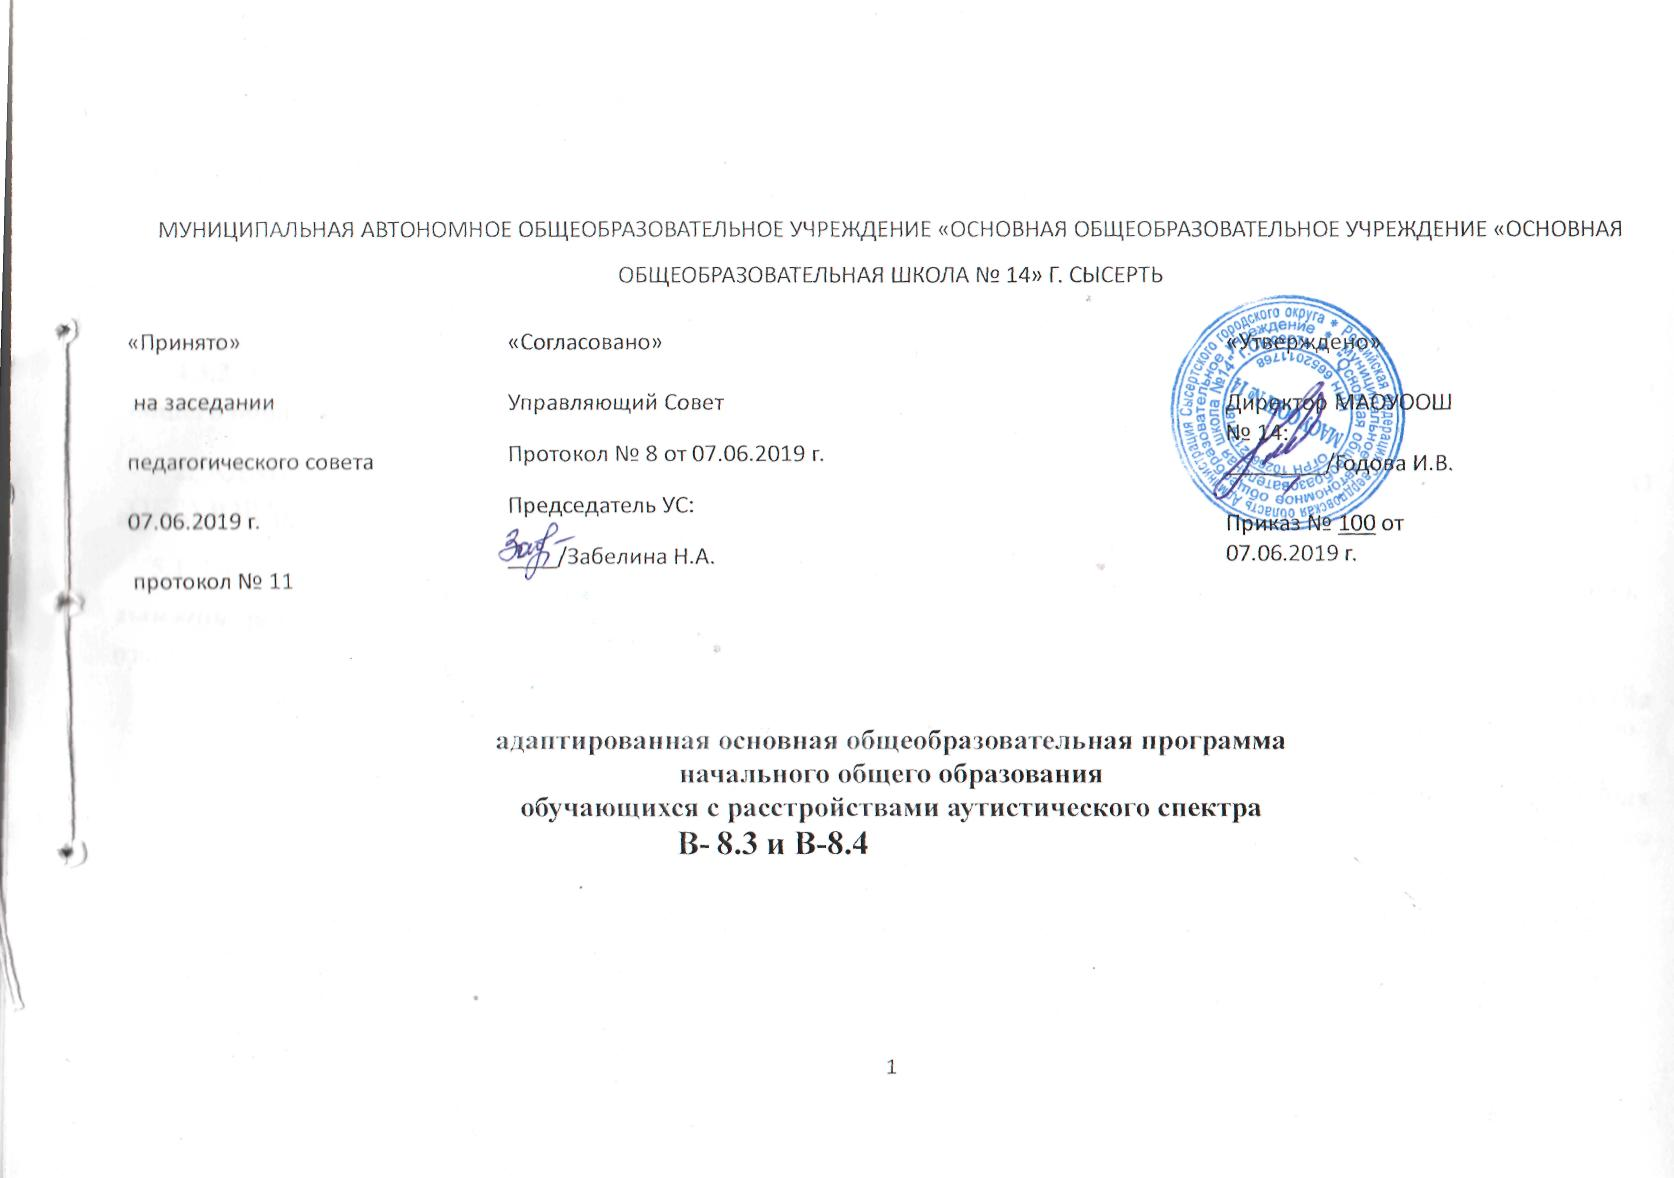 МУНИЦИПАЛЬНАЯ АВТОНОМНОЕ ОБЩЕОБРАЗОВАТЕЛЬНОЕ УЧРЕЖДЕНИЕ «ОСНОВНАЯ ОБЩЕОБРАЗОВАТЕЛЬНОЕ УЧРЕЖДЕНИЕ «ОСНОВНАЯ
ОБЩЕОБРАЗОВАТЕЛЬНАЯ ШКОЛА № 14» Г. СЫСЕРТЬ
«Принято»
на заседании
педагогического совета
07.06.2019 г.
протокол № 11
«Согласовано»
Управляющий Совет
Протокол № 8 от 07.06.2019 г.
Председатель УС:
Заб /Забелина Н.А.
«Утверждено»
Директор МАОУООШ
№ 14:
/Годова И.В.
Приказ № 100 от
07.06.2019 г.
адаптированная основная общеобразовательная программа
начального общего образования
обучающихся с расстройствами аутистического спектра
В- 8.3 и В-8.4
1